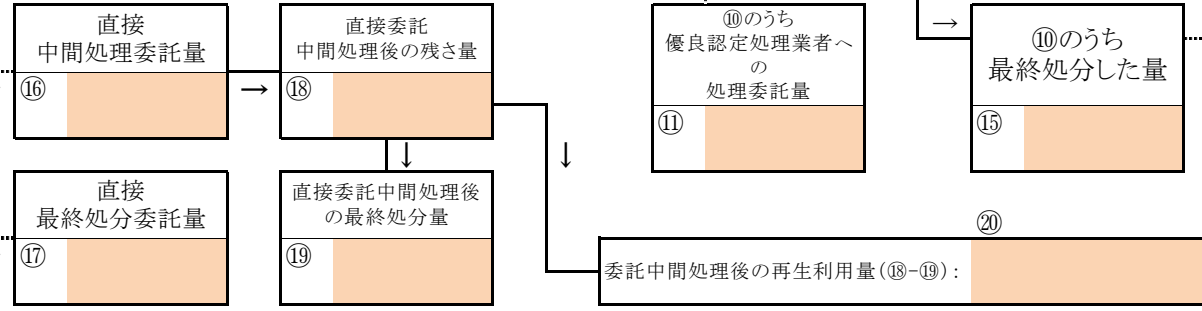 直接
中間処理委託量
⑯
→
直接委託
中間処理後の残さ量
⑱
⑩のうち
優良認定処理業者へ
の
処理委託量
⑪
→
⑩のうち
最終処分した量
⑮
↓
↓
直接
最終処分委託量
⑰
直接委託中間処理後
の最終処分量
⑲
⑳
委託中間処理後の再生利用量(⑱-⑲)：